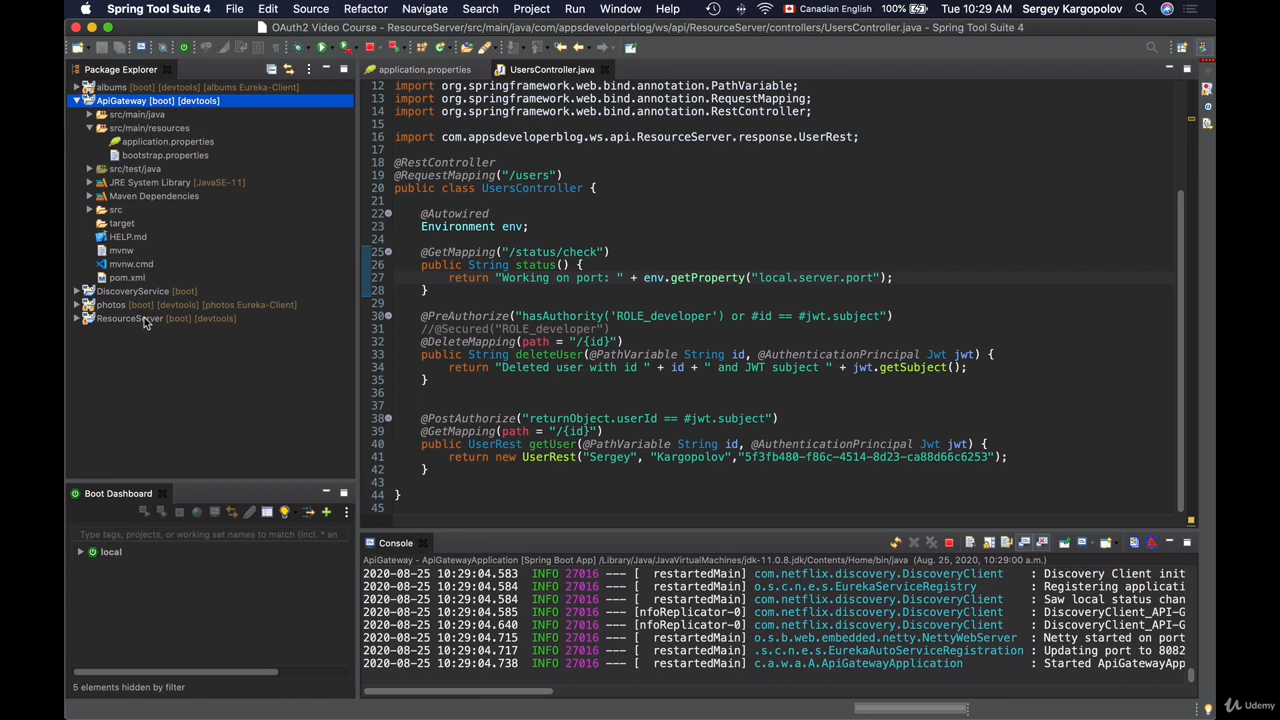 Spring Tool Suite 4 File Edit Source Refactor Navigate Search Project Run Window Help Canadian English 100% Tue 10:29 AM Sergey Kargopolov
OAuth2 Video Course - ResourceServer/src/main/java/com/appsdeveloperblog/ws/api/ResourceServer/controllers/UsersController.java - Spring Tool Suite 4
Package Explorer
albums [boot] [devtools] [albums Eureka-Client]
ApiGateway [boot] [devtools]
src/main/java
src/main/resources
application.properties
bootstrap.properties
src/test/java
JRE System Library [JavaSE-11]
Maven Dependencies
src
target
HELP.md
mvnw
mvnw.cmd
pom.xml
DiscoveryService [boot]
photos [boot] [devtools] [photos Eureka-Client]
ResourceServer [boot] [devtools]
Boot Dashboard
Type tags, projects, or working set names to match (incl. * an
local
5 elements hidden by filter
application.properties
UsersController.java
12 import org.springframework.web.bind.annotation.PathVariable;
13 import org.springframework.web.bind.annotation.RequestMapping;
14 import org.springframework.web.bind.annotation.RestController;
15
16 import com.appsdeveloperblog.ws.api.ResourceServer.response.UserRest;
17
18 @RestController
19 @RequestMapping("/users")
20 public class UsersController {
21
22 @Autowired
23 Environment env;
24
25 @GetMapping("/status/check")
26 public String status() {
27 return "Working on port: " + env.getProperty("local.server.port");
28 }
29
30 @PreAuthorize("hasAuthority('ROLE_developer') or #id == #jwt.subject")
31 //@Secured("ROLE_developer")
32 @DeleteMapping(path = "/{id}")
33 public String deleteUser(@PathVariable String id, @AuthenticationPrincipal Jwt jwt) {
34 return "Deleted user with id " + id + " and JWT subject " + jwt.getSubject();
35 }
36
37
38 @PostAuthorize("returnObject.userId == #jwt.subject")
39 @GetMapping(path = "/{id}")
40 public UserRest getUser(@PathVariable String id, @AuthenticationPrincipal Jwt jwt) {
41 return new UserRest("Sergey", "Kargopolov","5f3fb480-f86c-4514-8d23-ca88d66c6253");
42 }
43
44 }
45
Console
ApiGateway - ApiGatewayApplication [Spring Boot App] /Library/Java/JavaVirtualMachines/jdk-11.0.8.jdk/Contents/Home/bin/java (Aug. 25, 2020, 10:29:00 a.m.)
2020-08-25 10:29:04.583 INFO 27016 --- [ restartedMain] com.netflix.discovery.DiscoveryClient : Discovery Client init
2020-08-25 10:29:04.584 INFO 27016 --- [ restartedMain] o.s.c.n.e.s.EurekaServiceRegistry : Registering applicati
2020-08-25 10:29:04.584 INFO 27016 --- [ restartedMain] com.netflix.discovery.DiscoveryClient : Saw local status chan
2020-08-25 10:29:04.585 INFO 27016 --- [nfoReplicator-0] com.netflix.discovery.DiscoveryClient : DiscoveryClient_API-G
2020-08-25 10:29:04.640 INFO 27016 --- [nfoReplicator-0] com.netflix.discovery.DiscoveryClient : DiscoveryClient_API-G
2020-08-25 10:29:04.715 INFO 27016 --- [ restartedMain] o.s.b.web.embedded.netty.NettyWebServer : Netty started on port
2020-08-25 10:29:04.717 INFO 27016 --- [ restartedMain] .s.c.n.e.s.EurekaAutoServiceRegistration : Updating port to 8082
2020-08-25 10:29:04.738 INFO 27016 --- [ restartedMain] c.a.w.a.A.ApiGatewayApplication : Started ApiGatewayApp
Udemy